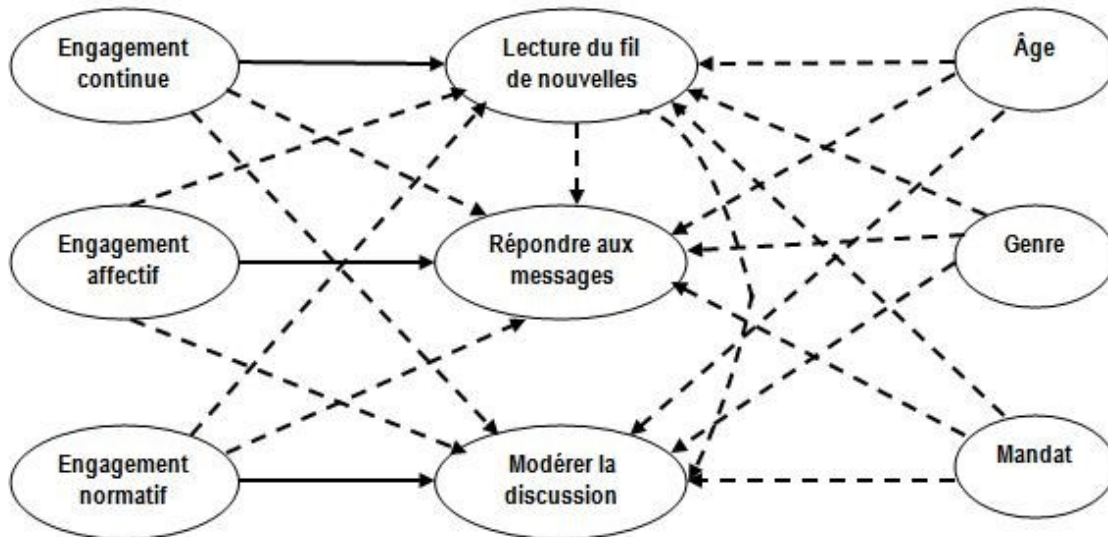 Engagement
continue
Lecture du fil
de nouvelles
Âge
Engagement
affectif
Répondre aux
messages
Genre
Engagement
normatif
Modérer la
discussion
Mandat